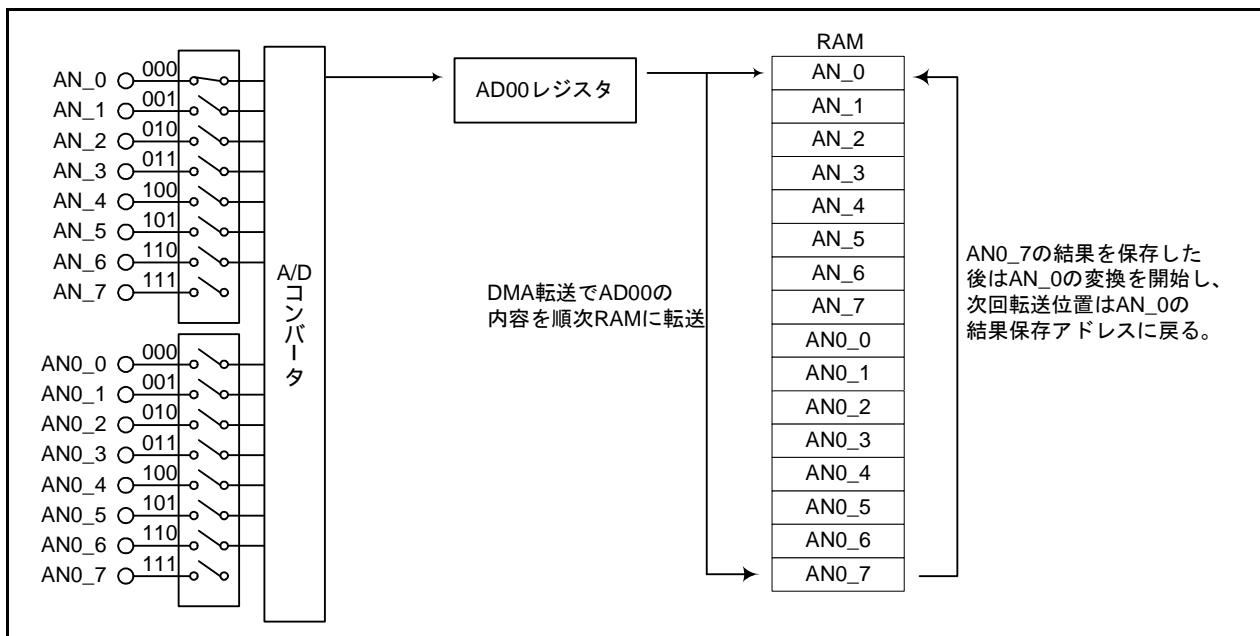 AN_0 000
AN_1 001
AN_2 010
AN_3 011
AN_4 100
AN_5 101
AN_6 110
AN_7 111
AN0_0 000
AN0_1 001
AN0_2 010
AN0_3 011
AN0_4 100
AN0_5 101
AN0_6 110
AN0_7 111
A/Dコンバータ
AD00レジスタ
DMA転送でAD00の
内容を順次RAMに転送
RAM
AN_0
AN_1
AN_2
AN_3
AN_4
AN_5
AN_6
AN_7
AN0_0
AN0_1
AN0_2
AN0_3
AN0_4
AN0_5
AN0_6
AN0_7
AN0_7の結果を保存した
後はAN_0の変換を開始し、
次回転送位置はAN_0の
結果保存アドレスに戻る。